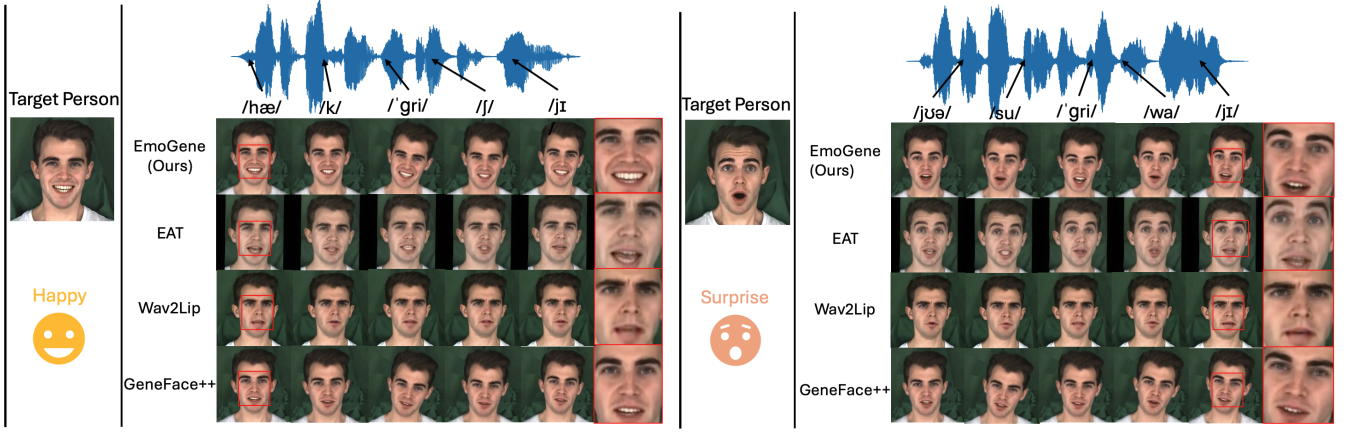 Target Person
Happy
/hæ/ /k/ /ˈgri/ /ʃ/ /jɪ
/
EmoGene
(Ours)
EAT
Wav2Lip
GeneFace++
Target Person
Surprise
/jʊə/ /su/ /ˈgri/ /wa/ /jɪ/
EmoGene
(Ours)
EAT
Wav2Lip
GeneFace++